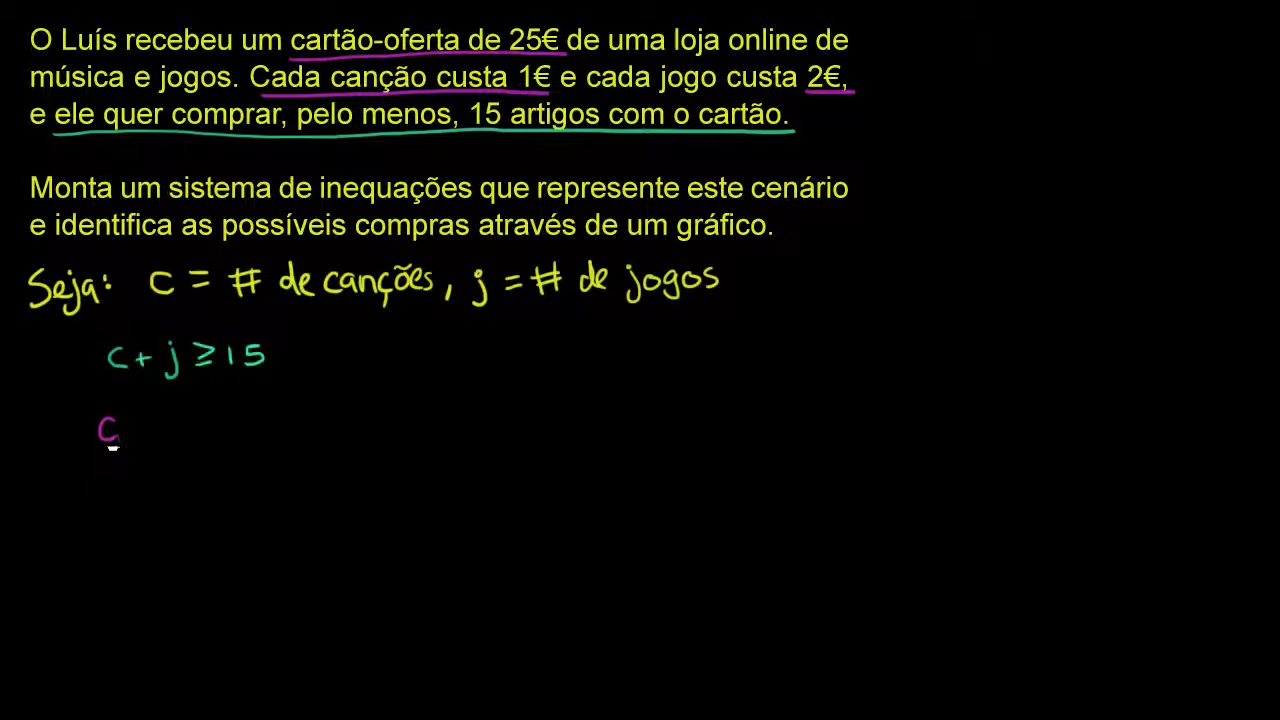 O Luís recebeu um cartão-oferta de 25€ de uma loja online de
música e jogos. Cada canção custa 1€ e cada jogo custa 2€,
e ele quer comprar, pelo menos, 15 artigos com o cartão.
Monta um sistema de inequações que represente este cenário
e identifica as possíveis compras através de um gráfico.
Seja: c = # de canções, j = # de jogos
c + j ≥ 15
c